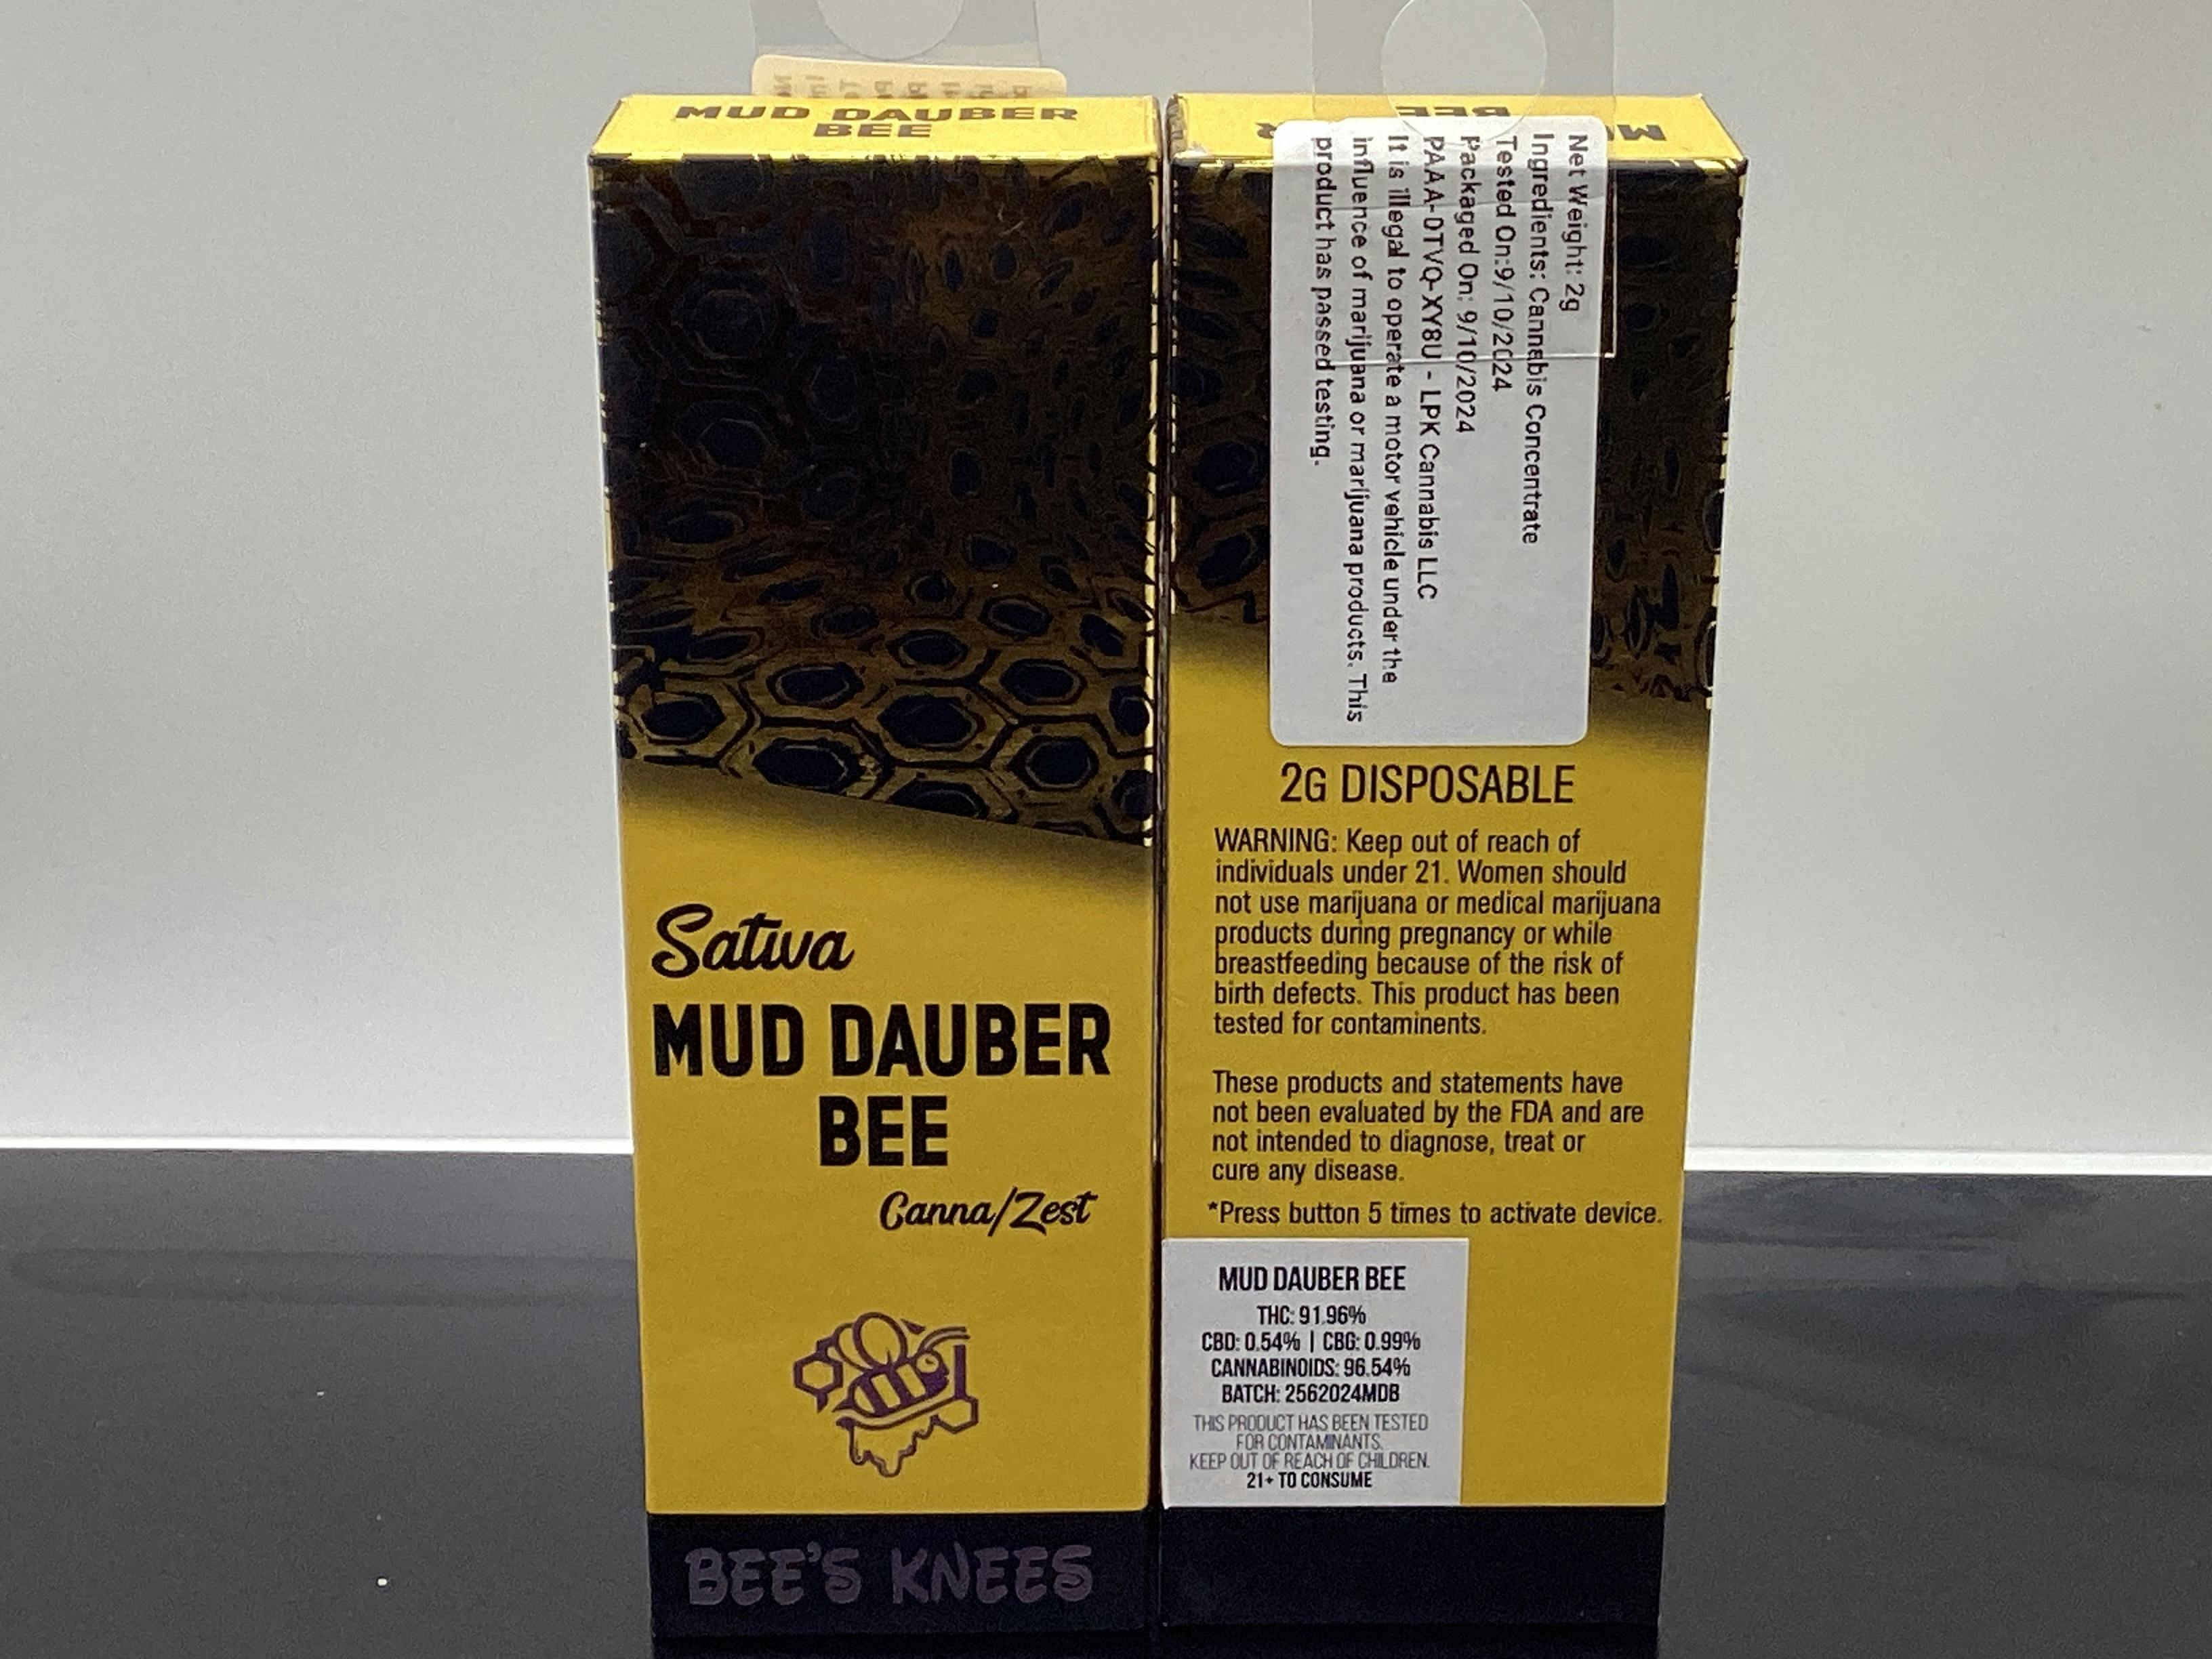 MUD DAUBER
BEE
Sativa
MUD DAUBER
BEE
Canna/Zest
BEE'S KNEES
BEE
Net Weight: 2g
Ingredients: Cannabis Concentrate
Tested On:9/10/2024
Packaged On: 9/10/2024
PAAA-0TVQ-XY8U - LPK Cannabis LLC
It is illegal to operate a motor vehicle under the
influence of marijuana or marijuana products. This
product has passed testing.
2G DISPOSABLE
WARNING: Keep out of reach of
individuals under 21. Women should
not use marijuana or medical marijuana
products during pregnancy or while
breastfeeding because of the risk of
birth defects. This product has been
tested for contaminents.
These products and statements have
not been evaluated by the FDA and are
not intended to diagnose, treat or
cure any disease.
*Press button 5 times to activate device.
MUD DAUBER BEE
THC: 91.96%
CBD: 0.54% | CBG: 0.99%
CANNABINOIDS: 96.54%
BATCH: 2562024MDB
THIS PRODUCT HAS BEEN TESTED
FOR CONTAMINANTS.
KEEP OUT OF REACH OF CHILDREN.
21+ TO CONSUME